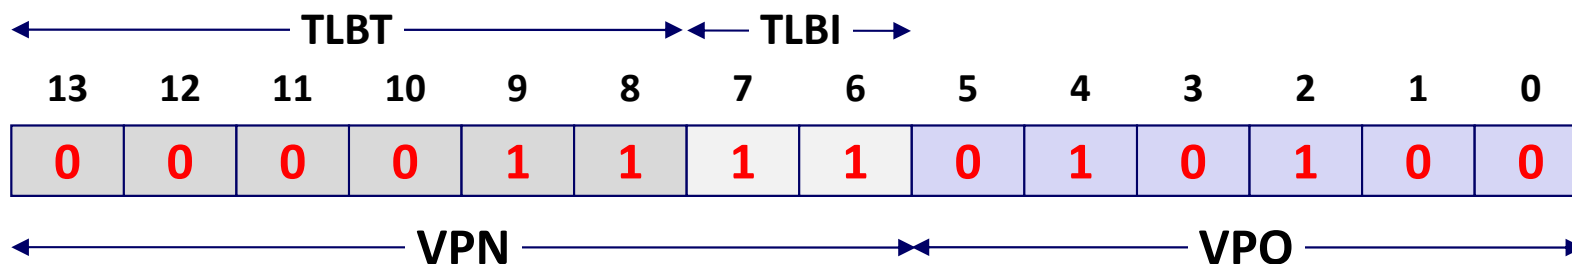 TLBT TLBI
13 12 11 10 9 8 7 6 5 4 3 2 1 0
0 0 0 0 1 1 1 1 0 1 0 1 0 0
VPN VPO